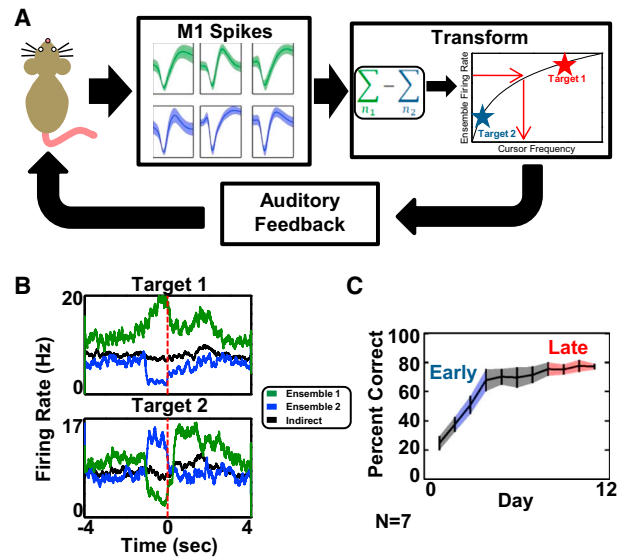 A
M1 Spikes
Transform
∑ − ∑
n1 n2
Ensemble Firing Rate
Target 1
Target 2
Cursor Frequency
Auditory
Feedback
B
Target 1
20
0
Target 2
17
0
Firing Rate (Hz)
-4 0 4
Time (sec)
Ensemble 1
Ensemble 2
Indirect
C
Percent Correct
100
80
60
40
20
0
Early
Late
0 12
Day
N=7